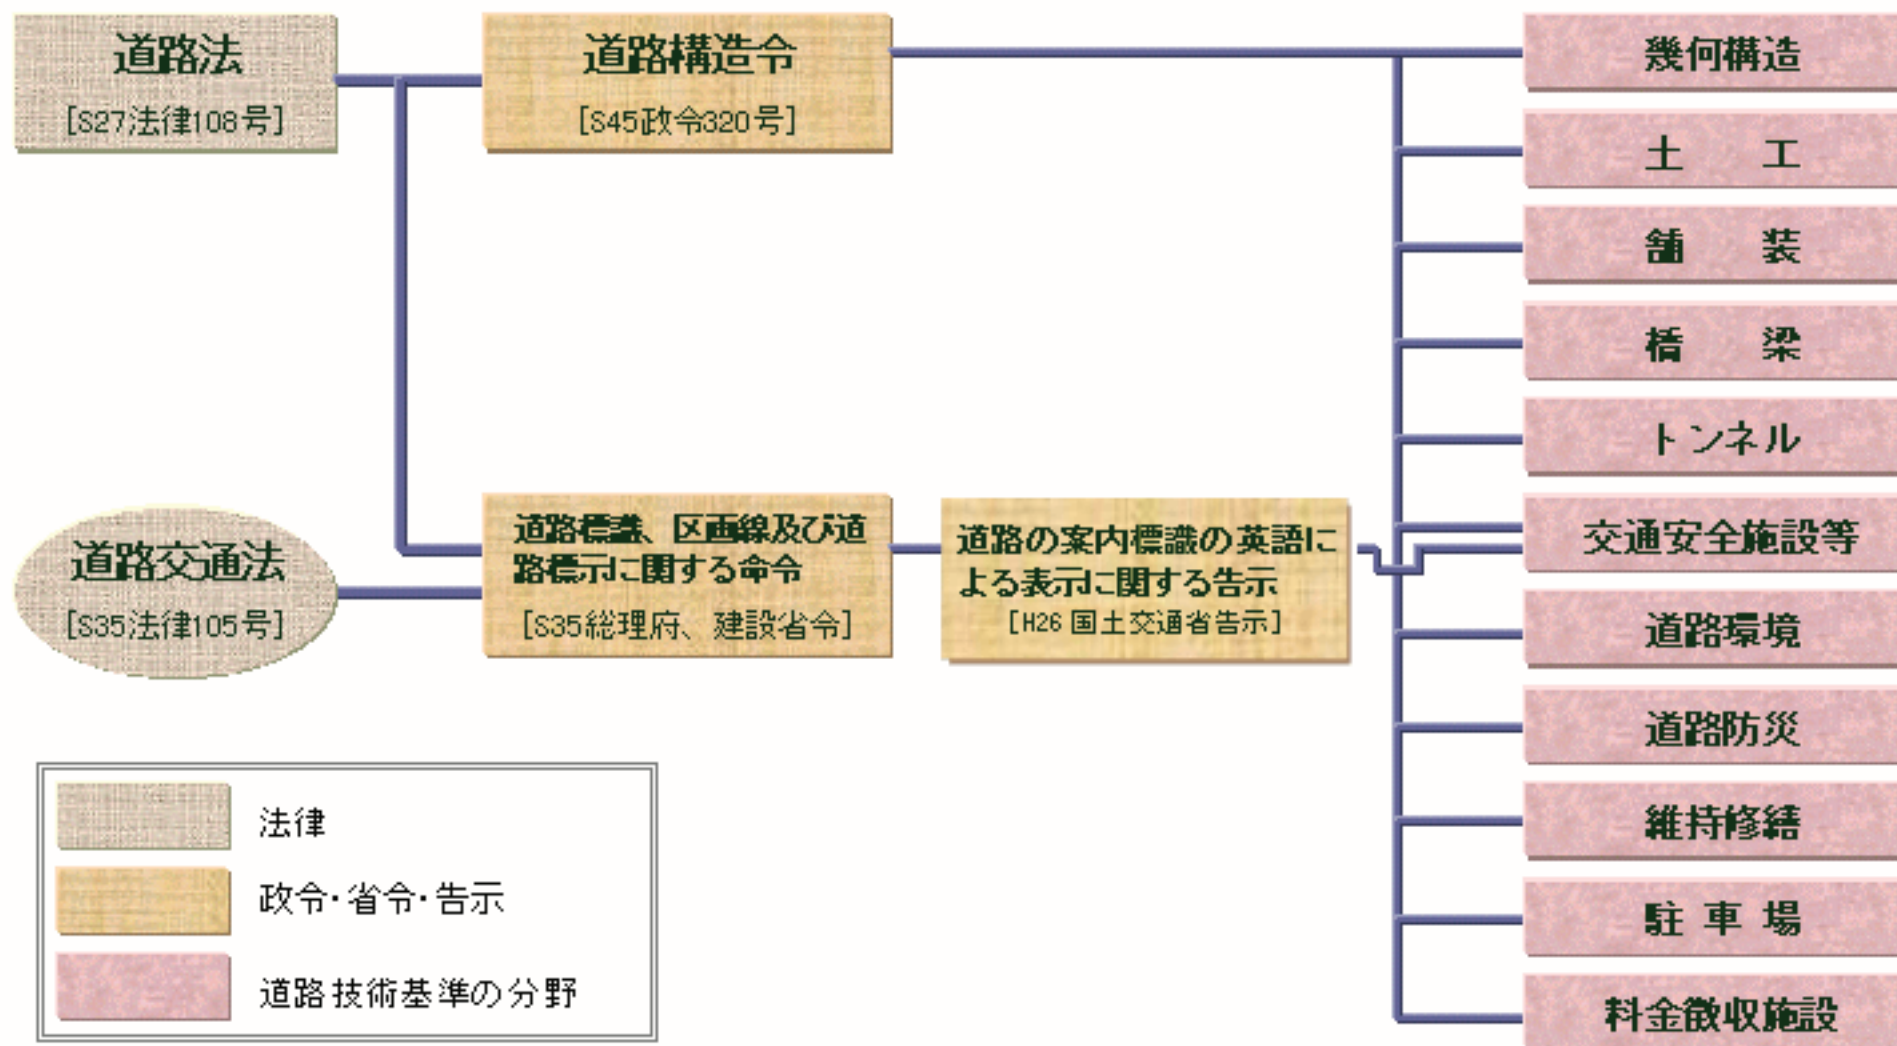 道路法
[S27法律108号]
道路構造令
[S45政令320号]
道路交通法
[S35法律105号]
道路標識、区画線及び道
路標示に関する命令
[S35総理府、建設省令]
道路の案内標識の英語に
よる表示に関する告示
[H26 国土交通省告示]
幾何構造
土 工
舗 装
橋 梁
トンネル
交通安全施設等
道路環境
道路防災
維持修繕
駐 車 場
料金徴収施設
法律
政令・省令・告示
道路技術基準の分野